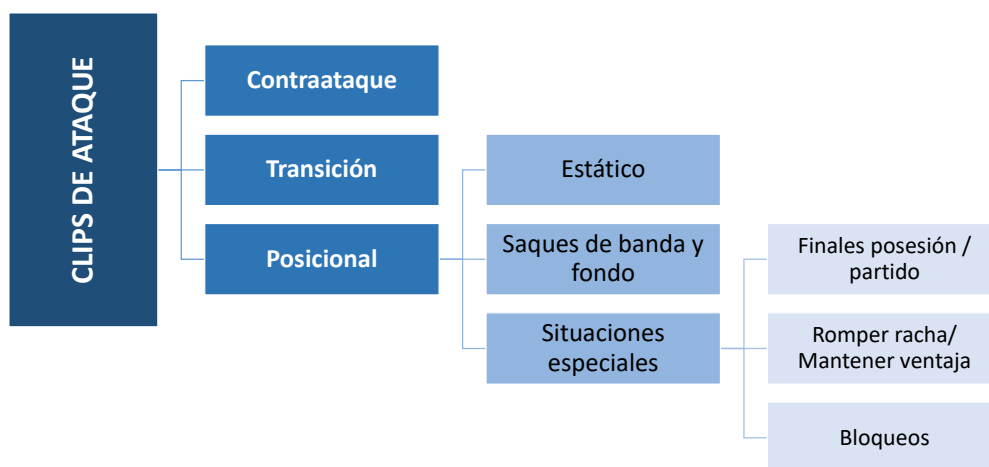 CLIPS DE ATAQUE
Contraataque
Transición
Posicional
Estático
Saques de banda y
fondo
Situaciones
especiales
Finales posesión /
partido
Romper racha/
Mantener ventaja
Bloqueos